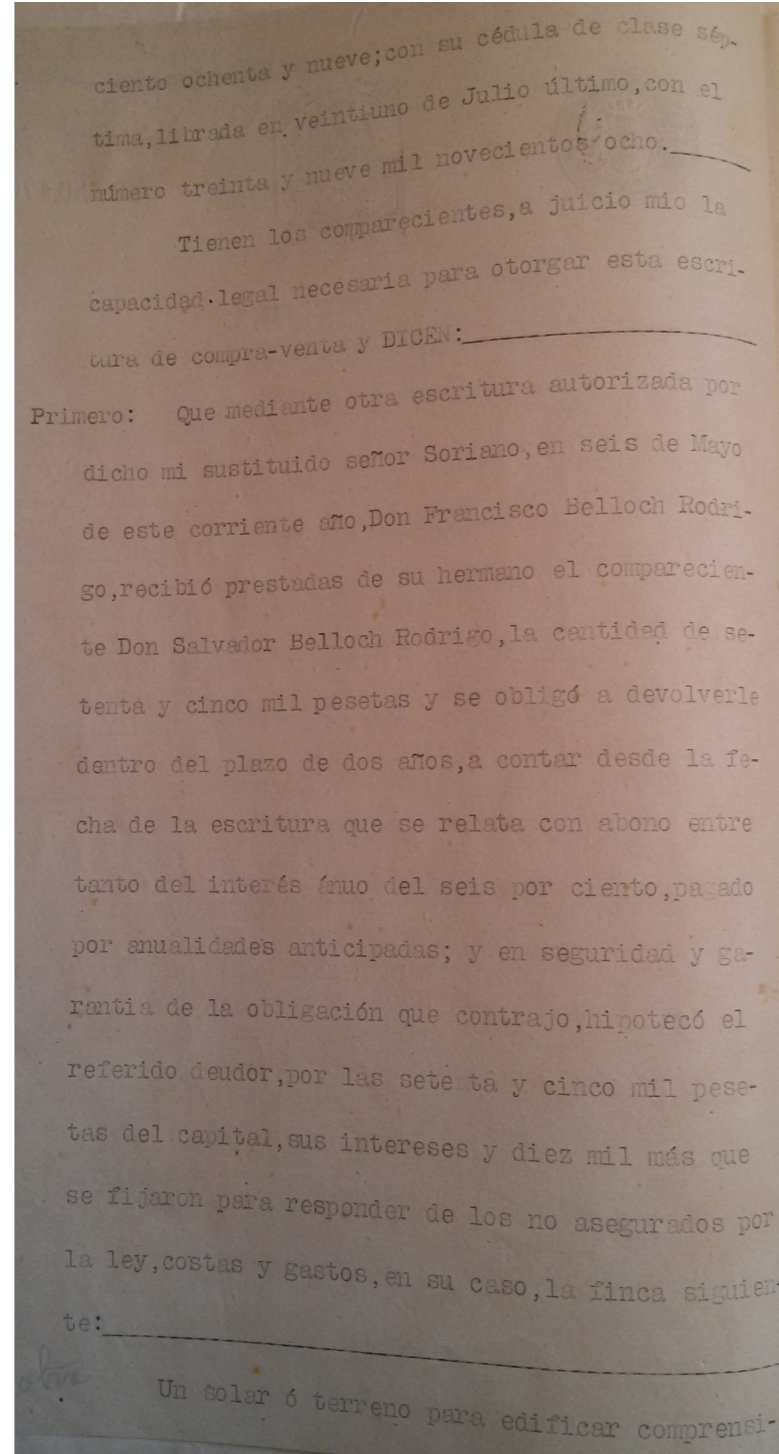 ciento ochenta y nueve;con su cédula de clase sép-
tima,librada en veintiuno de Julio último,con el
número treinta y nueve mil novecientos ocho.
Tienen los comparecientes,a juicio mio la
capacidad legal necesaria para otorgar esta escri-
tura de compra-venta y DICEN:
Primero: Que mediante otra escritura autorizada por
dicho mi sustituido señor Soriano,en seis de Mayo
de este corriente año,Don Francisco Belloch Rodri-
go,recibió prestadas de su hermano el comparecien-
te Don Salvador Belloch Rodrigo,la cantidad de se-
tenta y cinco mil pesetas y se obligó a devolverle
dentro del plazo de dos años,a contar desde la fe-
cha de la escritura que se relata con abono entre
tanto del interés ánuo del seis por ciento,pagado
por anualidades anticipadas; y en seguridad y ga-
rantia de la obligación que contrajo,hipotecó el
referido deudor,por las sete ta y cinco mil pese-
tas del capital,sus intereses y diez mil más que
se fijaron para responder de los no asegurados por
la ley,costas y gastos,en su caso,la finca siguien-
te:
Un solar ó terreno para edificar comprensi-